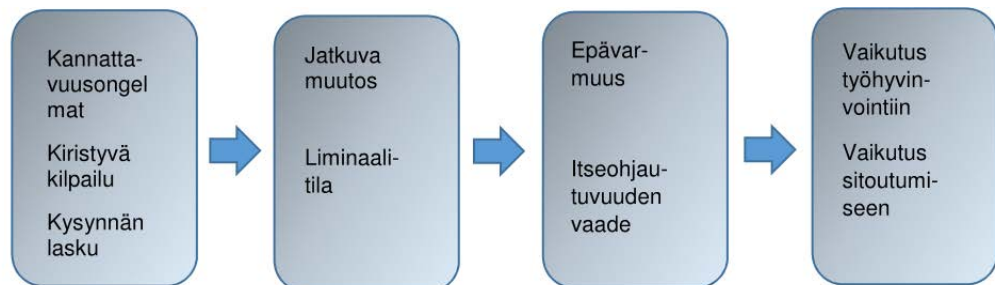 Kannatta-
vuusongel
mat
Kiristyvä
kilpailu
Kysynnän
lasku
Jatkuva
muutos
Liminaali-
tila
Epävar-
muus
Itseohjau-
tuvuuden
vaade
Vaikutus
työhyvin-
vointiin
Vaikutus
sitoutumi-
seen